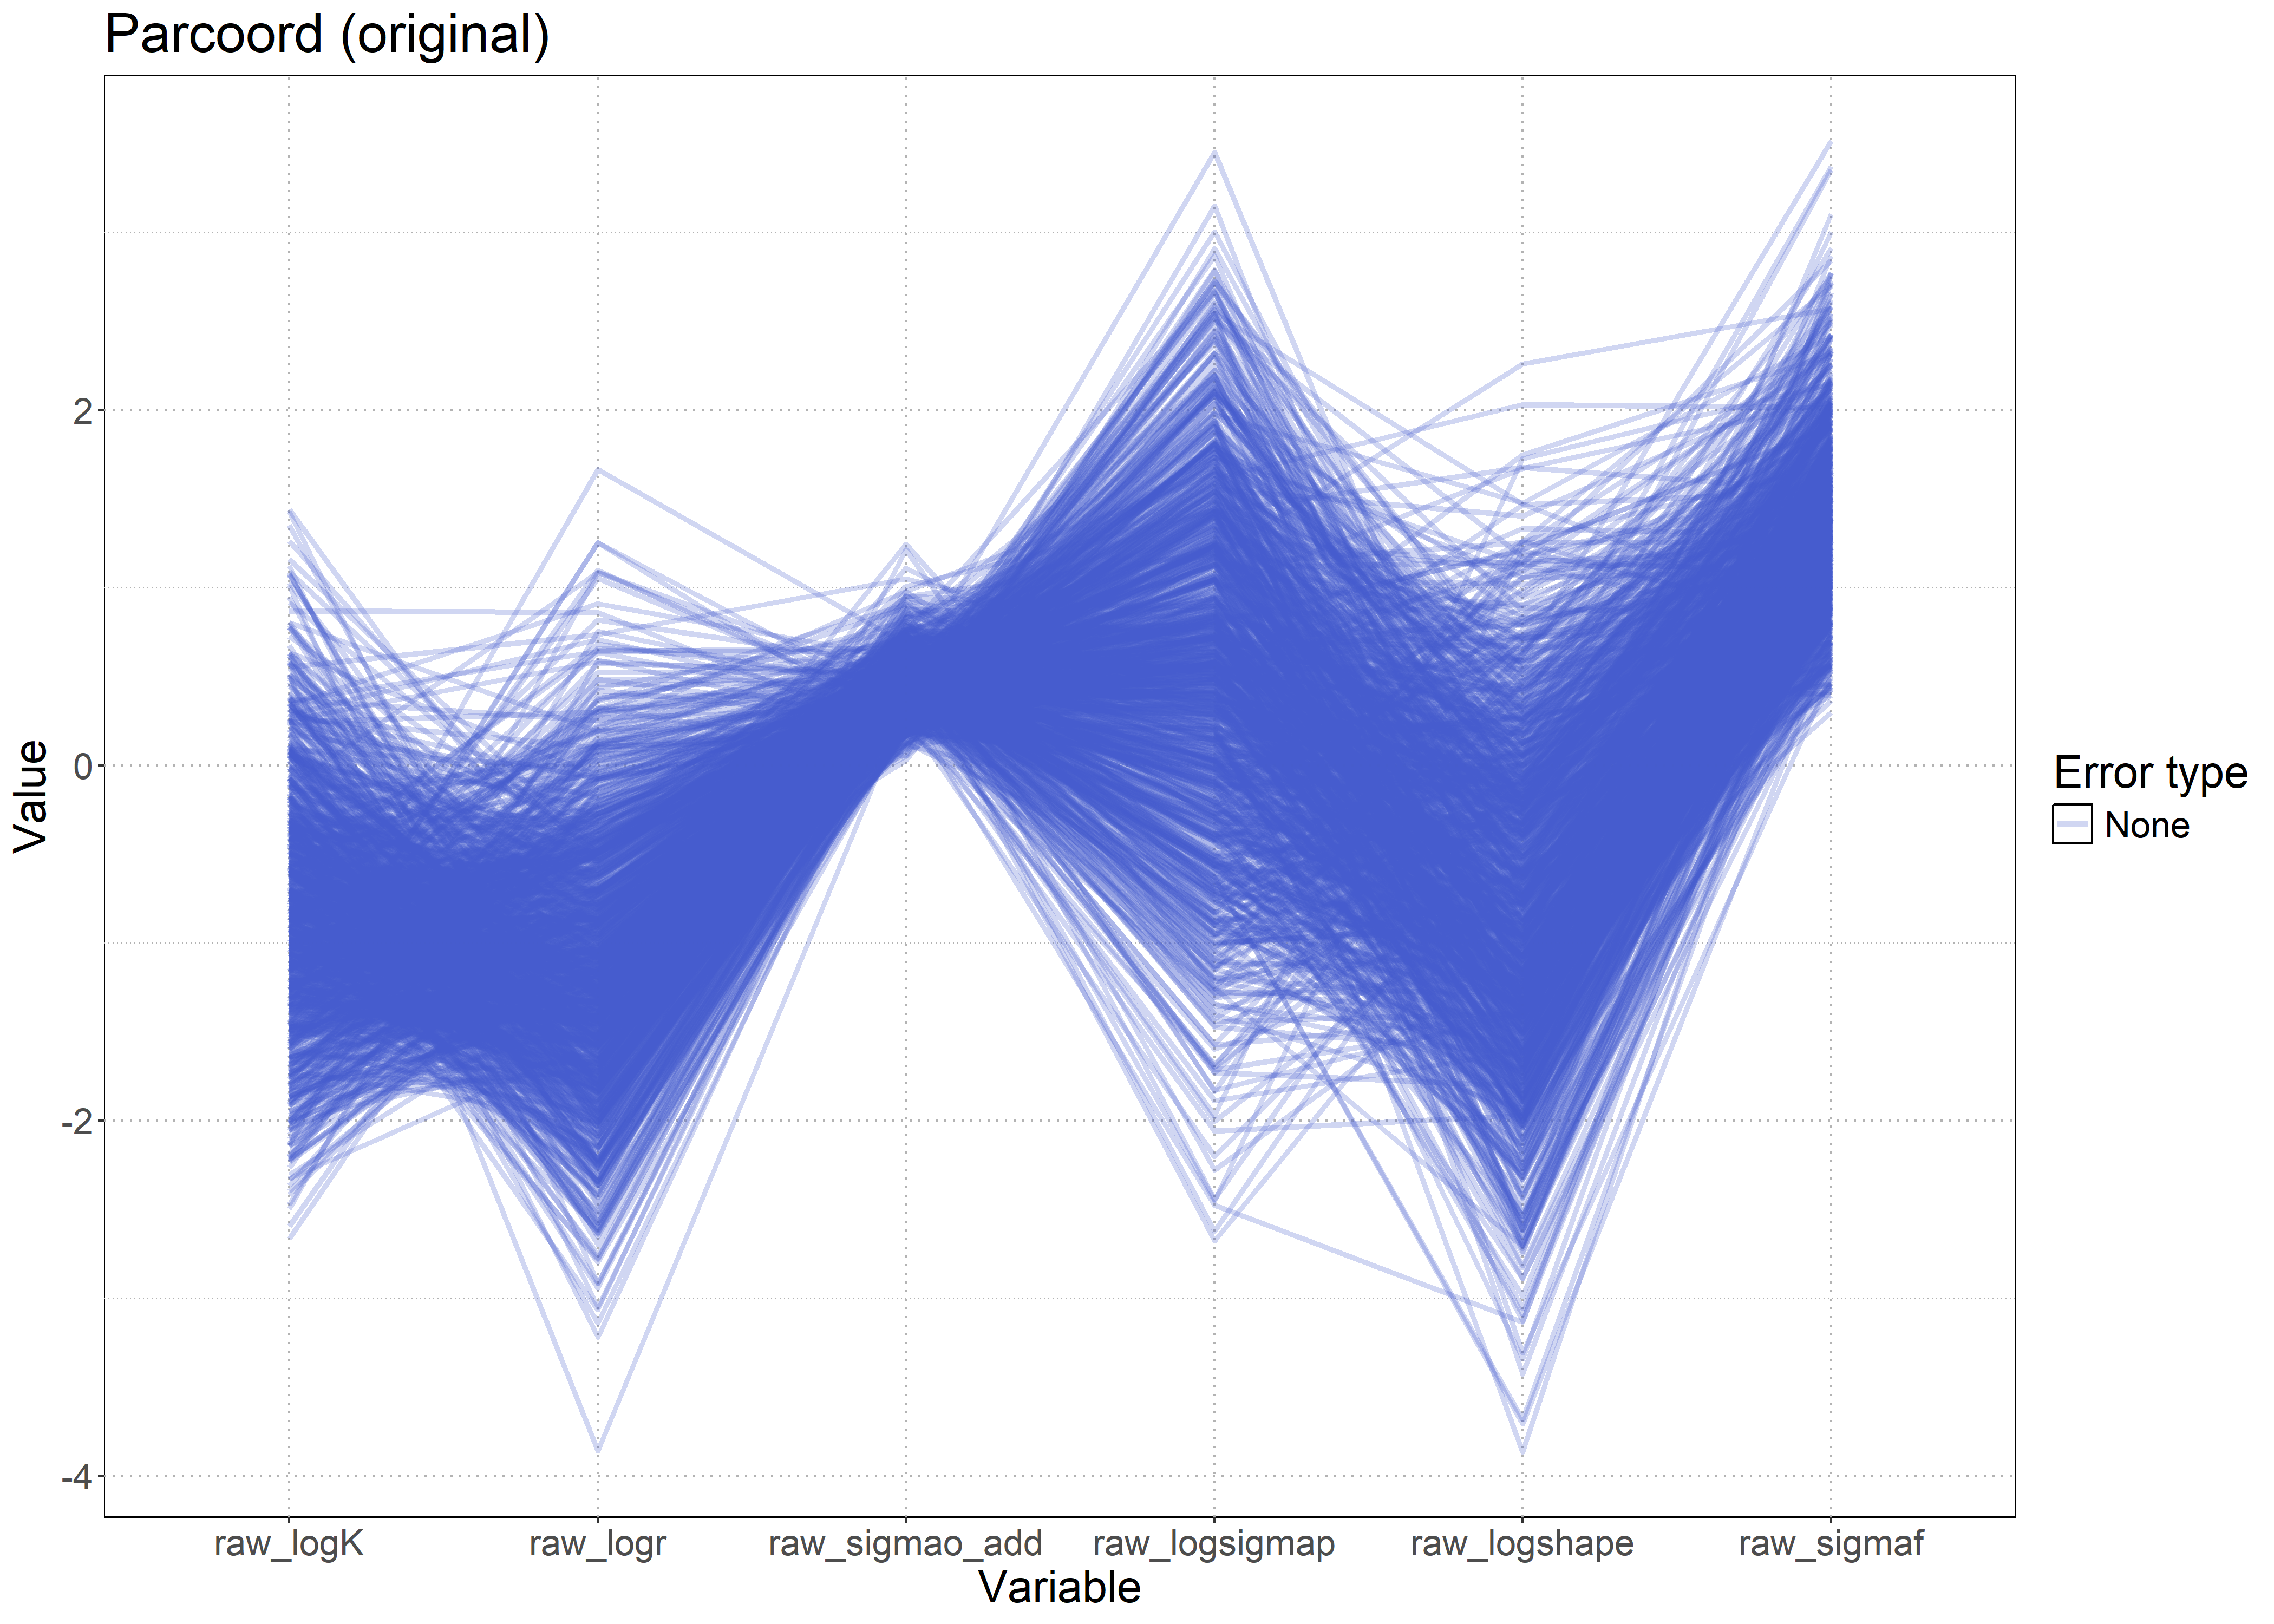 Parcoord (original)
Value
2
0
-2
-4
raw_logK raw_logr raw_sigmao_add raw_logsigmap raw_logshape raw_sigmaf
Variable
Error type
None